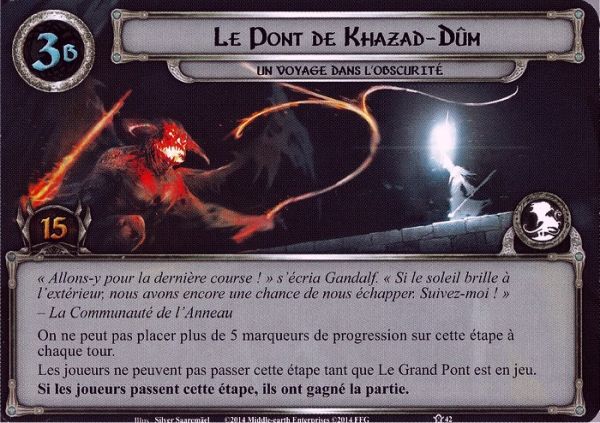 3B
LE PONT DE KHAZAD-DÛM
UN VOYAGE DANS L'OBSCURITÉ
15
« Allons-y pour la dernière course ! » s'écria Gandalf. « Si le soleil brille à
l'extérieur, nous avons encore une chance de nous échapper. Suivez-moi ! »
– La Communauté de l'Anneau
On ne peut pas placer plus de 5 marqueurs de progression sur cette étape à
chaque tour.
Les joueurs ne peuvent pas passer cette étape tant que Le Grand Pont est en jeu.
Si les joueurs passent cette étape, ils ont gagné la partie.
Illus. Silver Saaremäel ©2014 Middle-earth Enterprises ©2014 FFG 42